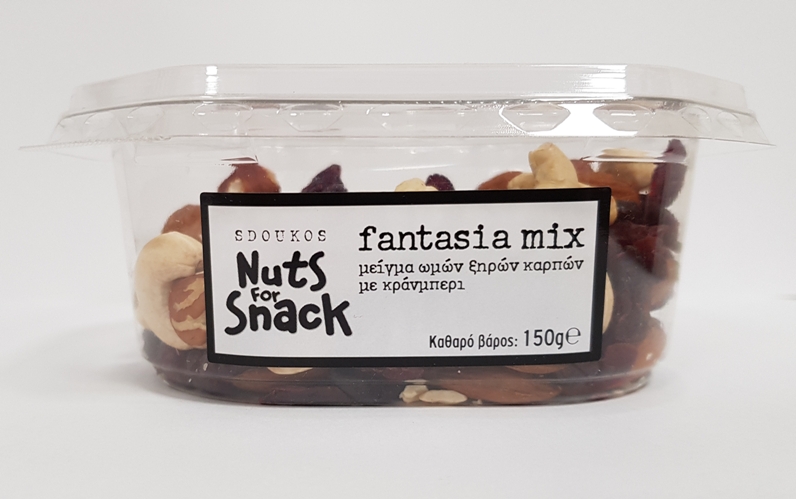 SDOUKOS
Nuts
For
Snack
fantasia mix
μείγμα ωμών ξηρών καρπών
με κράνμπερι
Καθαρό βάρος: 150g℮